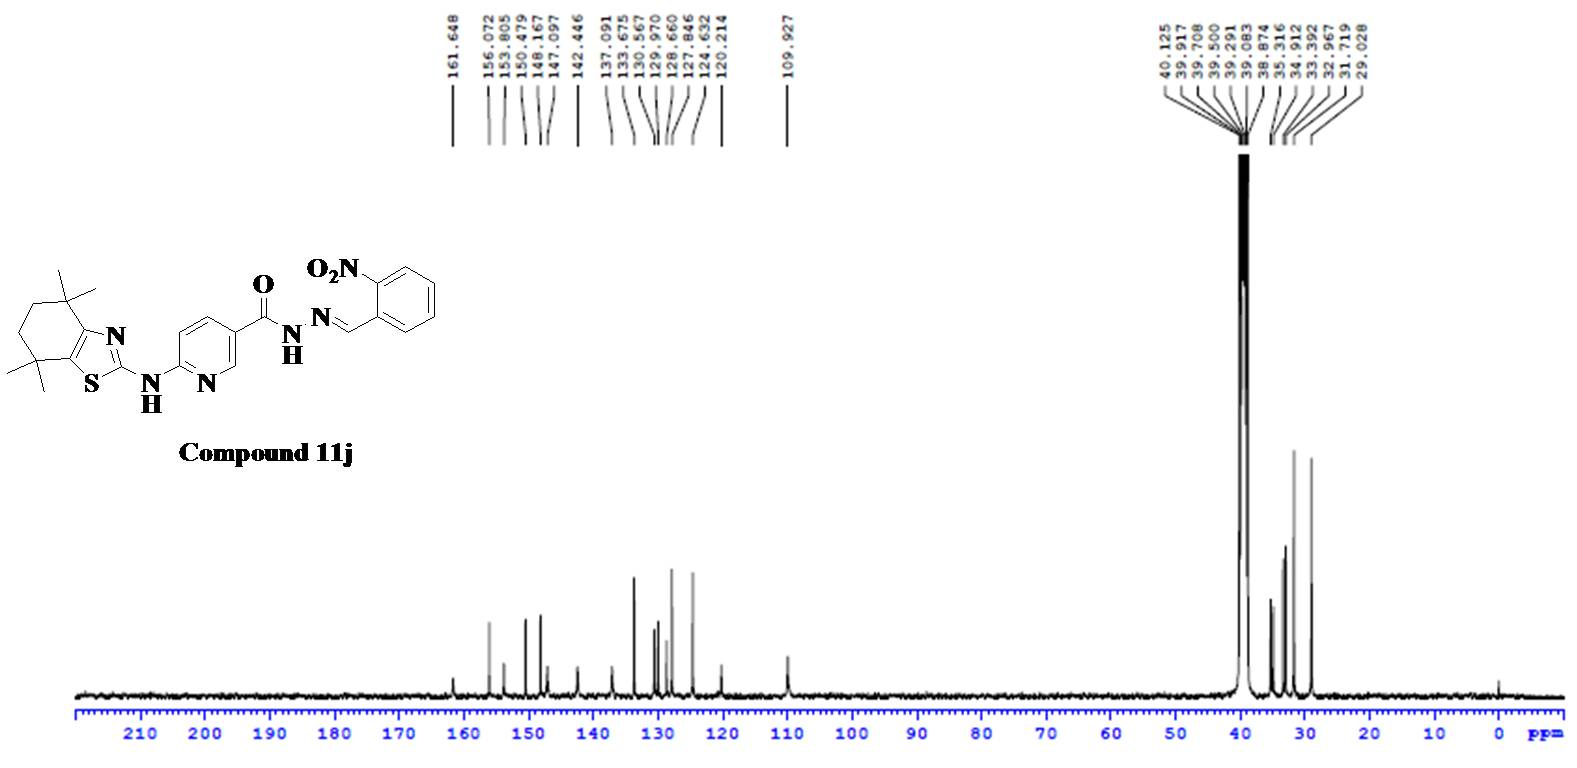 161.648
156.072
153.805
150.479
148.167
147.097
142.446
137.091
133.675
130.567
129.970
128.660
127.846
124.632
120.214
109.927
40.125
39.917
39.708
39.500
39.291
39.083
38.874
35.316
34.912
33.392
32.967
31.719
29.028
O₂N
O
N
N
N
H
S
N
H
N
Compound 11j
210 200 190 180 170 160 150 140 130 120 110 100 90 80 70 60 50 40 30 20 10 0 ppm